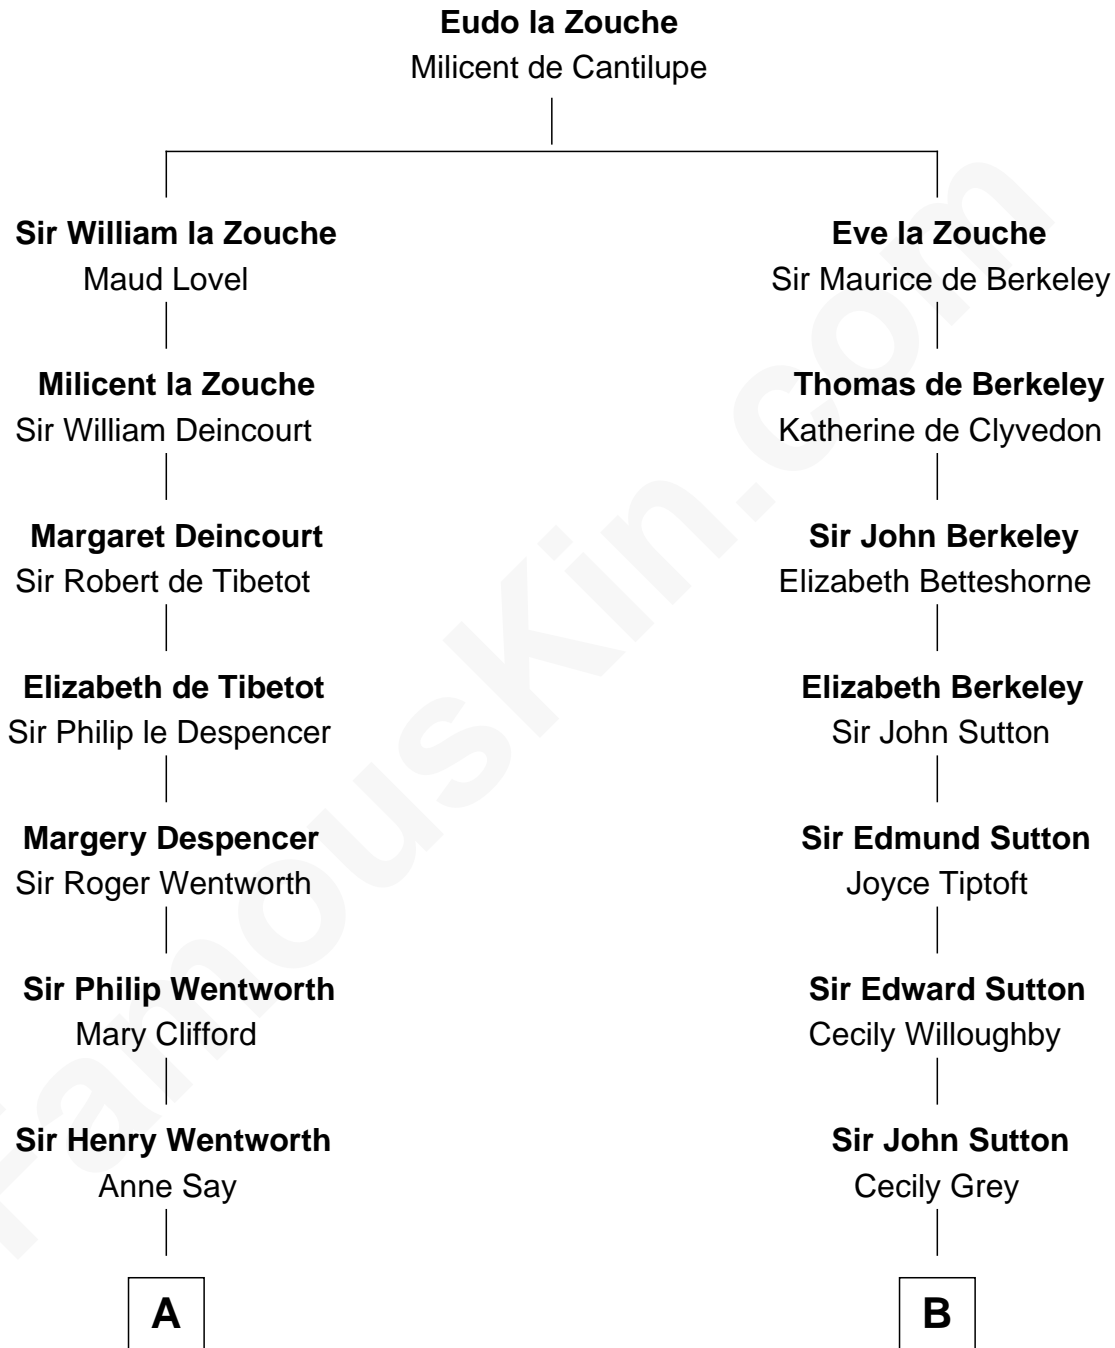 Eudo la Zouche
Milicent de Cantilupe
Sir William la Zouche
Maud Lovel
Eve la Zouche
Sir Maurice de Berkeley
Milicent la Zouche
Sir William Deincourt
Thomas de Berkeley
Katherine de Clyvedon
Margaret Deincourt
Sir Robert de Tibetot
Sir John Berkeley
Elizabeth Betteshorne
Elizabeth de Tibetot
Sir Philip le Despencer
Elizabeth Berkeley
Sir John Sutton
Margery Despencer
Sir Roger Wentworth
Sir Edmund Sutton
Joyce Tiptoft
Sir Philip Wentworth
Mary Clifford
Sir Edward Sutton
Cecily Willoughby
Sir Henry Wentworth
Anne Say
Sir John Sutton
Cecily Grey
A
B
FamousKin.com